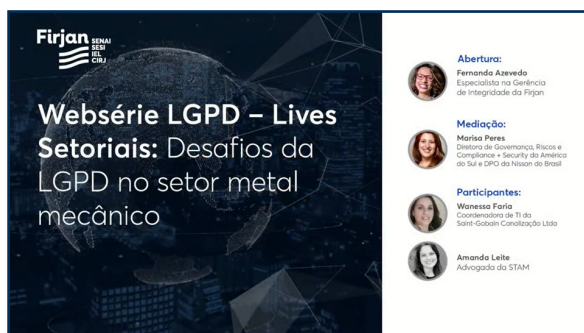 Firjan SENAI
SESI
IEL
CIRJ
Websérie LGPD – Lives
Setoriais: Desafios da
LGPD no setor metal
mecânico
Abertura:
Fernanda Azevedo
Especialista na Gerência
de Integridade da Firjan
Mediação:
Marisa Peres
Diretora de Governança, Riscos e
Compliance + Security da América
do Sul e DPO da Nissan do Brasil
Participantes:
Wanessa Faria
Coordenadora de TI da
Saint-Gobain Canalização Ltda
Amanda Leite
Advogada da STAM